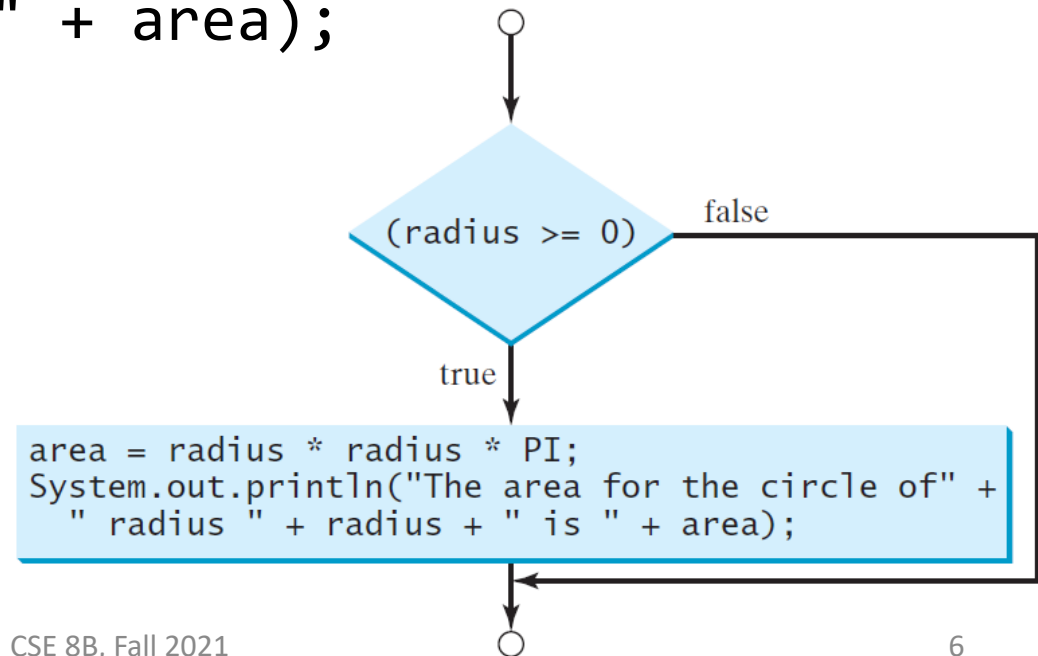 " + area);
(radius >= 0)
false
true
area = radius * radius * PI;
System.out.println("The area for the circle of" +
" radius " + radius + " is " + area);
CSE 8B, Fall 2021
6